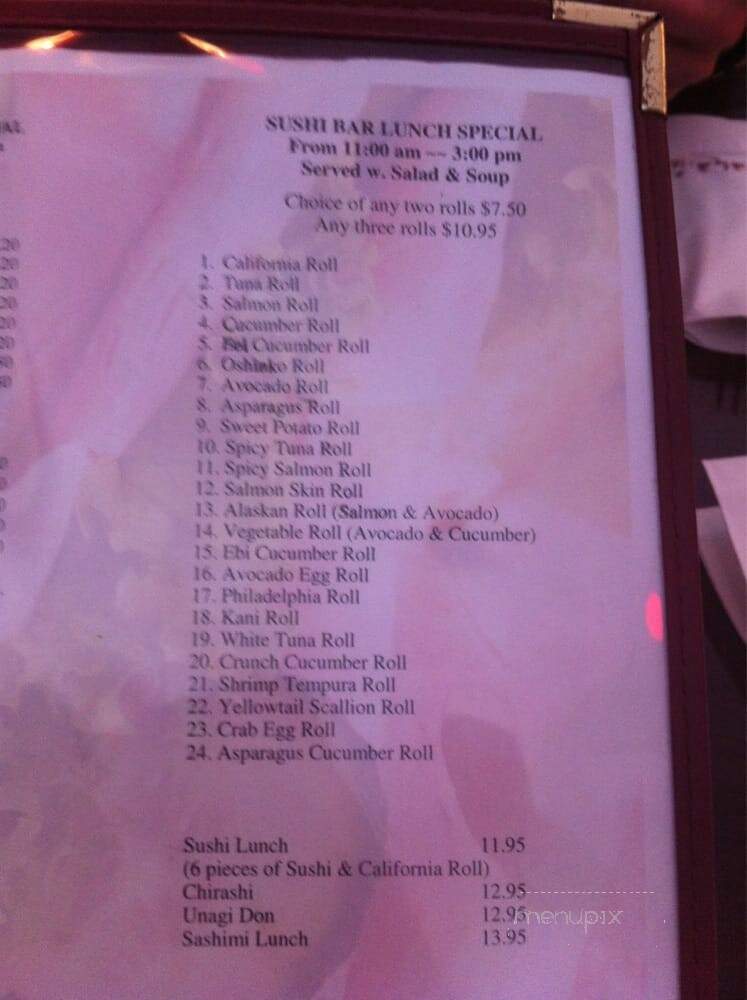 SUSHI BAR LUNCH SPECIAL
From 11:00 am ~~ 3:00 pm
Served w. Salad & Soup
Choice of any two rolls $7.50
Any three rolls $10.95
1. California Roll
2. Tuna Roll
3. Salmon Roll
4. Cucumber Roll
5. Eel Cucumber Roll
6. Oshinko Roll
7. Avocado Roll
8. Asparagus Roll
9. Sweet Potato Roll
10. Spicy Tuna Roll
11. Spicy Salmon Roll
12. Salmon Skin Roll
13. Alaskan Roll (Salmon & Avocado)
14. Vegetable Roll (Avocado & Cucumber)
15. Ebi Cucumber Roll
16. Avocado Egg Roll
17. Philadelphia Roll
18. Kani Roll
19. White Tuna Roll
20. Crunch Cucumber Roll
21. Shrimp Tempura Roll
22. Yellowtail Scallion Roll
23. Crab Egg Roll
24. Asparagus Cucumber Roll
Sushi Lunch 11.95
(6 pieces of Sushi & California Roll)
Chirashi 12.95
Unagi Don 12.95
Sashimi Lunch 13.95
menupix